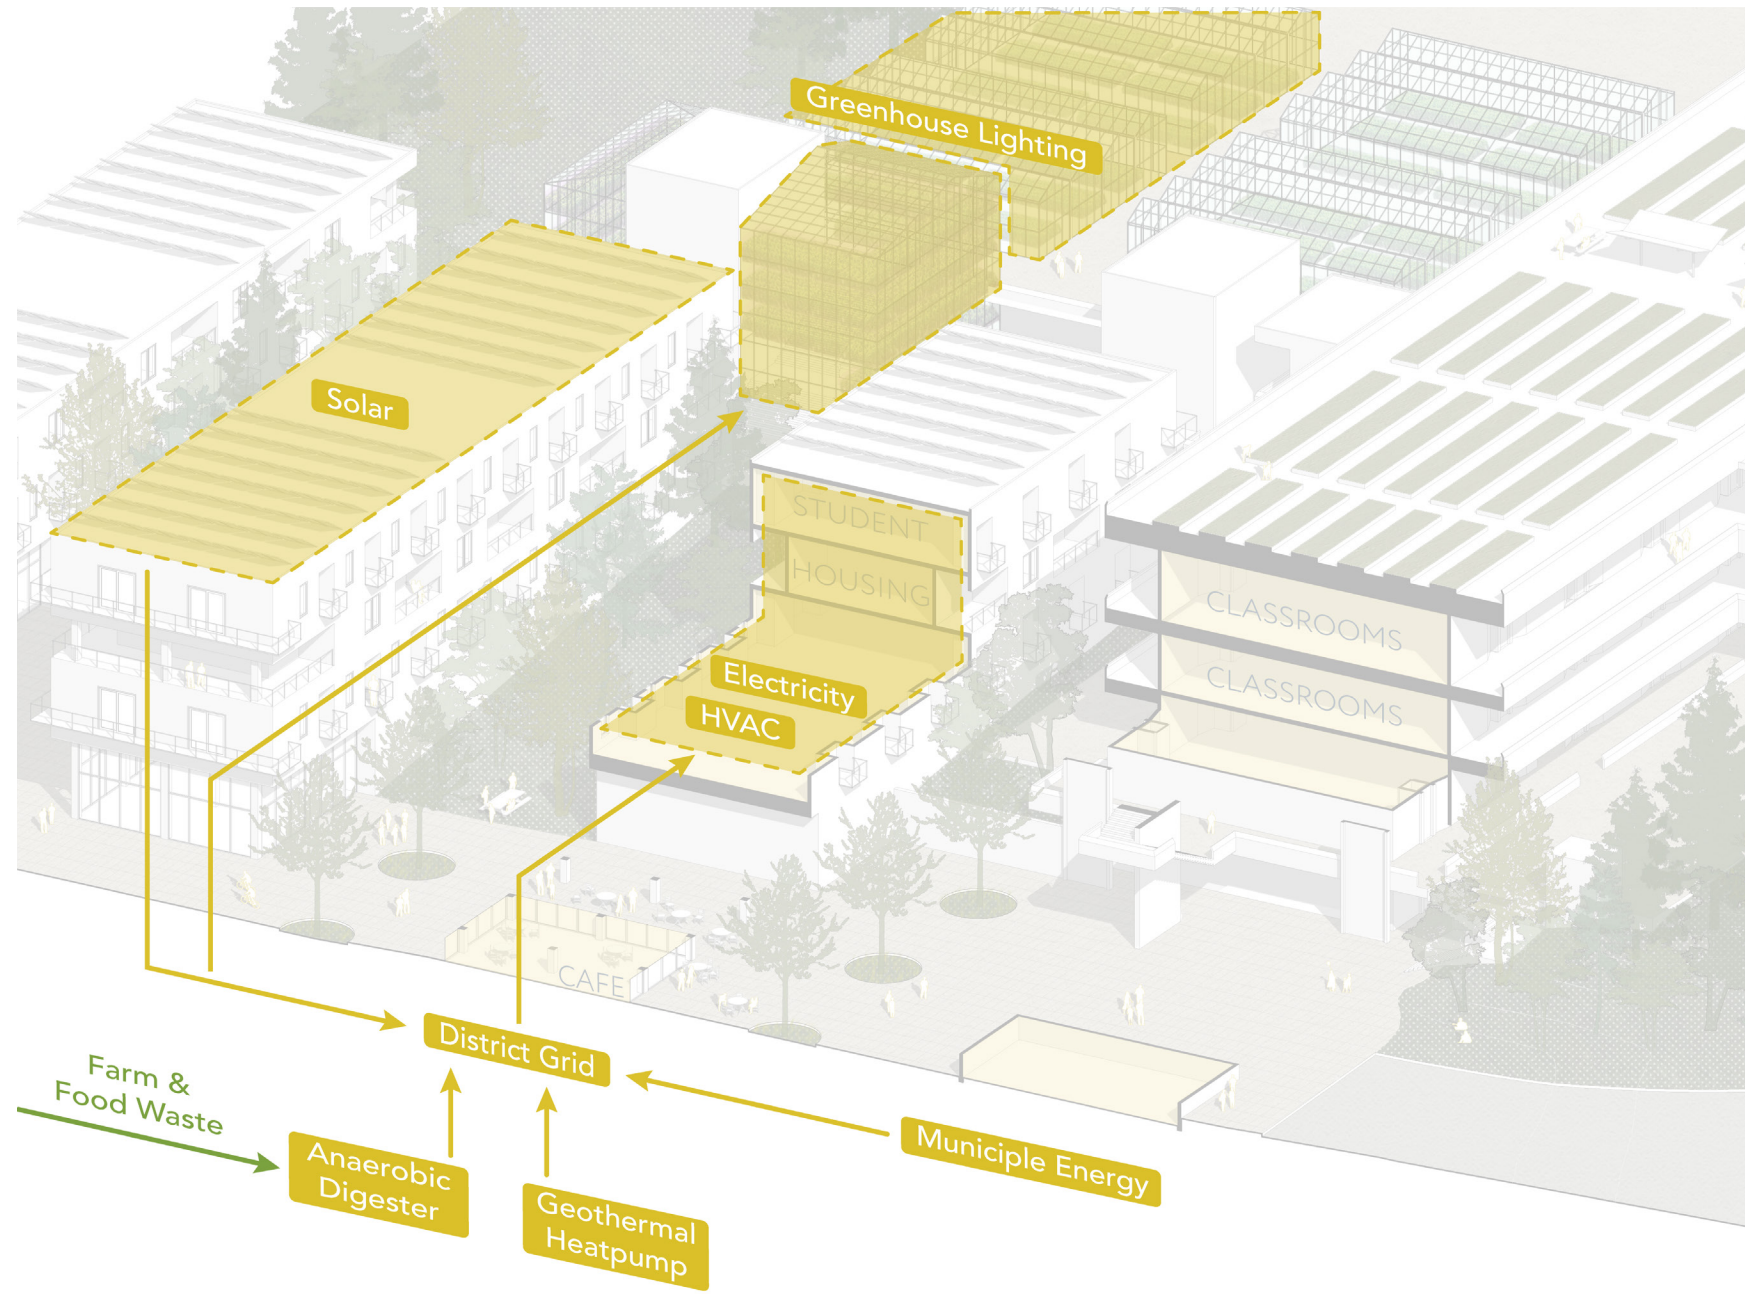 Greenhouse Lighting
Solar
STUDENT
HOUSING
Electricity
HVAC
CLASSROOMS
CLASSROOMS
CAFE
District Grid
Farm &
Food Waste
Anaerobic
Digester
Geothermal
Heatpump
Municiple Energy